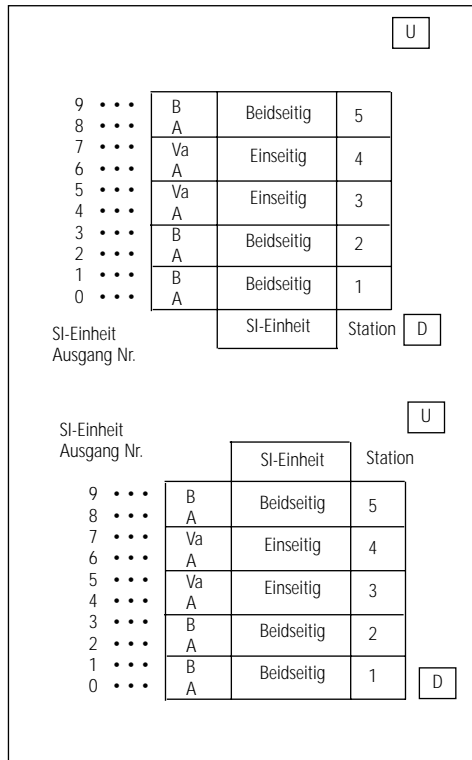 U
9 • • • B Beidseitig 5
8 • • • A
7 • • • Va Einseitig 4
6 • • • A
5 • • • Va Einseitig 3
4 • • • A
3 • • • B Beidseitig 2
2 • • • A
1 • • • B Beidseitig 1
0 • • • A
SI-Einheit SI-Einheit Station D
Ausgang Nr.
U
SI-Einheit
Ausgang Nr. SI-Einheit Station
9 • • • B Beidseitig 5
8 • • • A
7 • • • Va Einseitig 4
6 • • • A
5 • • • Va Einseitig 3
4 • • • A
3 • • • B Beidseitig 2
2 • • • A
1 • • • B Beidseitig 1 D
0 • • • A